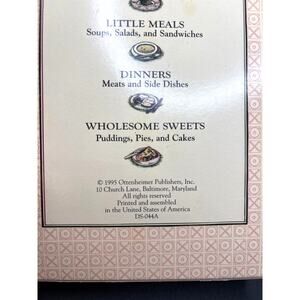 LITTLE MEALS
Soups, Salads, and Sandwiches
DINNERS
Meats and Side Dishes
WHOLESOME SWEETS
Puddings, Pies, and Cakes
© 1995 Ottenheimer Publishers, Inc.
10 Church Lane, Baltimore, Maryland
All rights reserved
Printed and assembled
in the United States of America
DS-044A